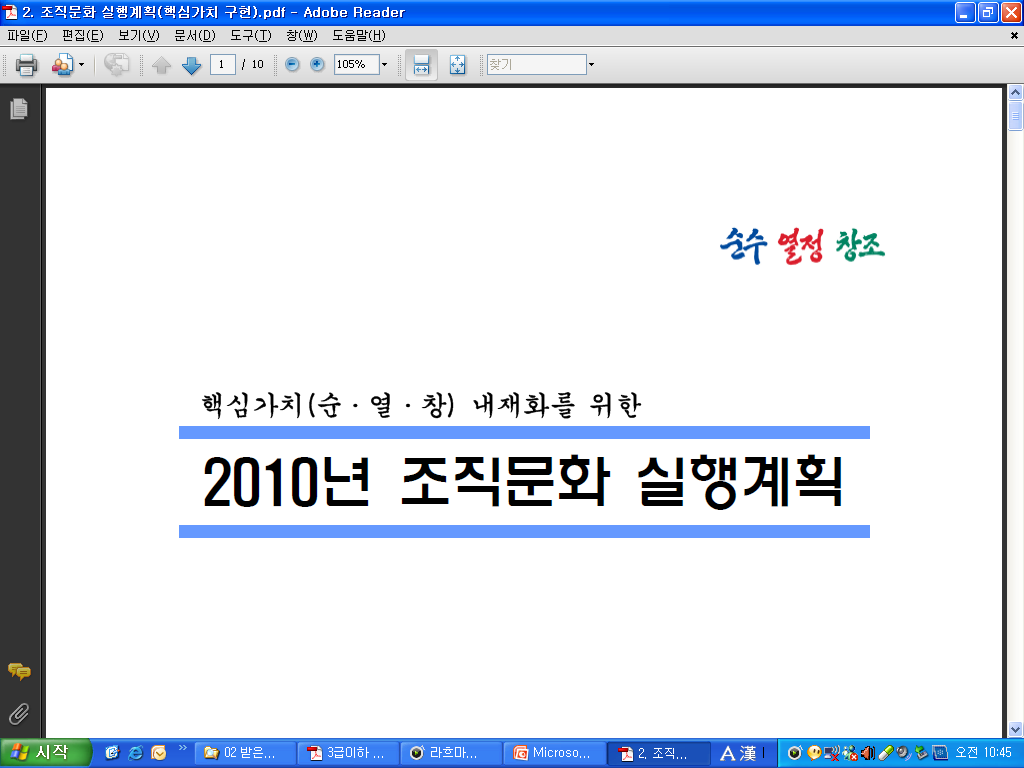 2. 조직문화 실행계획(핵심가치 구현).pdf - Adobe Reader
파일(F) 편집(E) 보기(V) 문서(D) 도구(T) 창(W) 도움말(H)
1 / 10 105% 찾기
순수 열정 창조
핵심가치(순·열·창) 내재화를 위한
2010년 조직문화 실행계획
시작 02 받은... 3급이하 ... 라흐마... Microso... 2. 조직... A 漢 오전 10:45